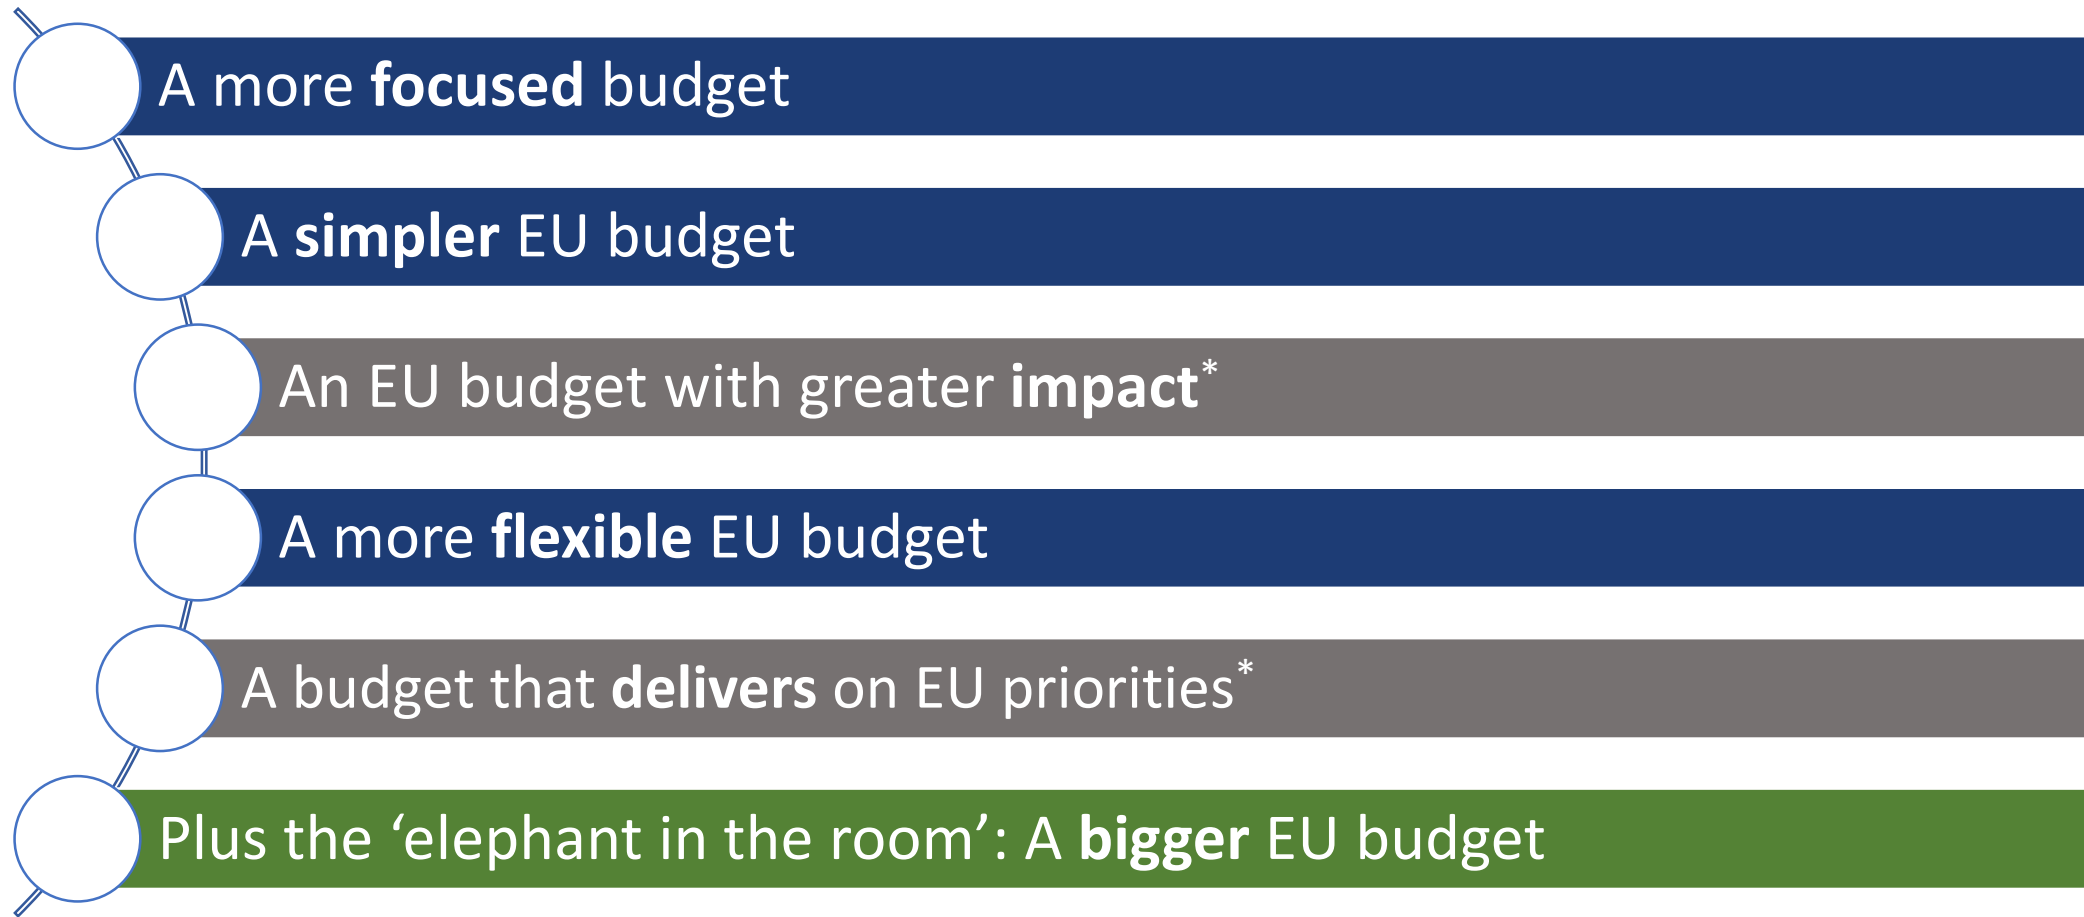 A more focused budget
A simpler EU budget
An EU budget with greater impact*
A more flexible EU budget
A budget that delivers on EU priorities*
Plus the ‘elephant in the room’: A bigger EU budget